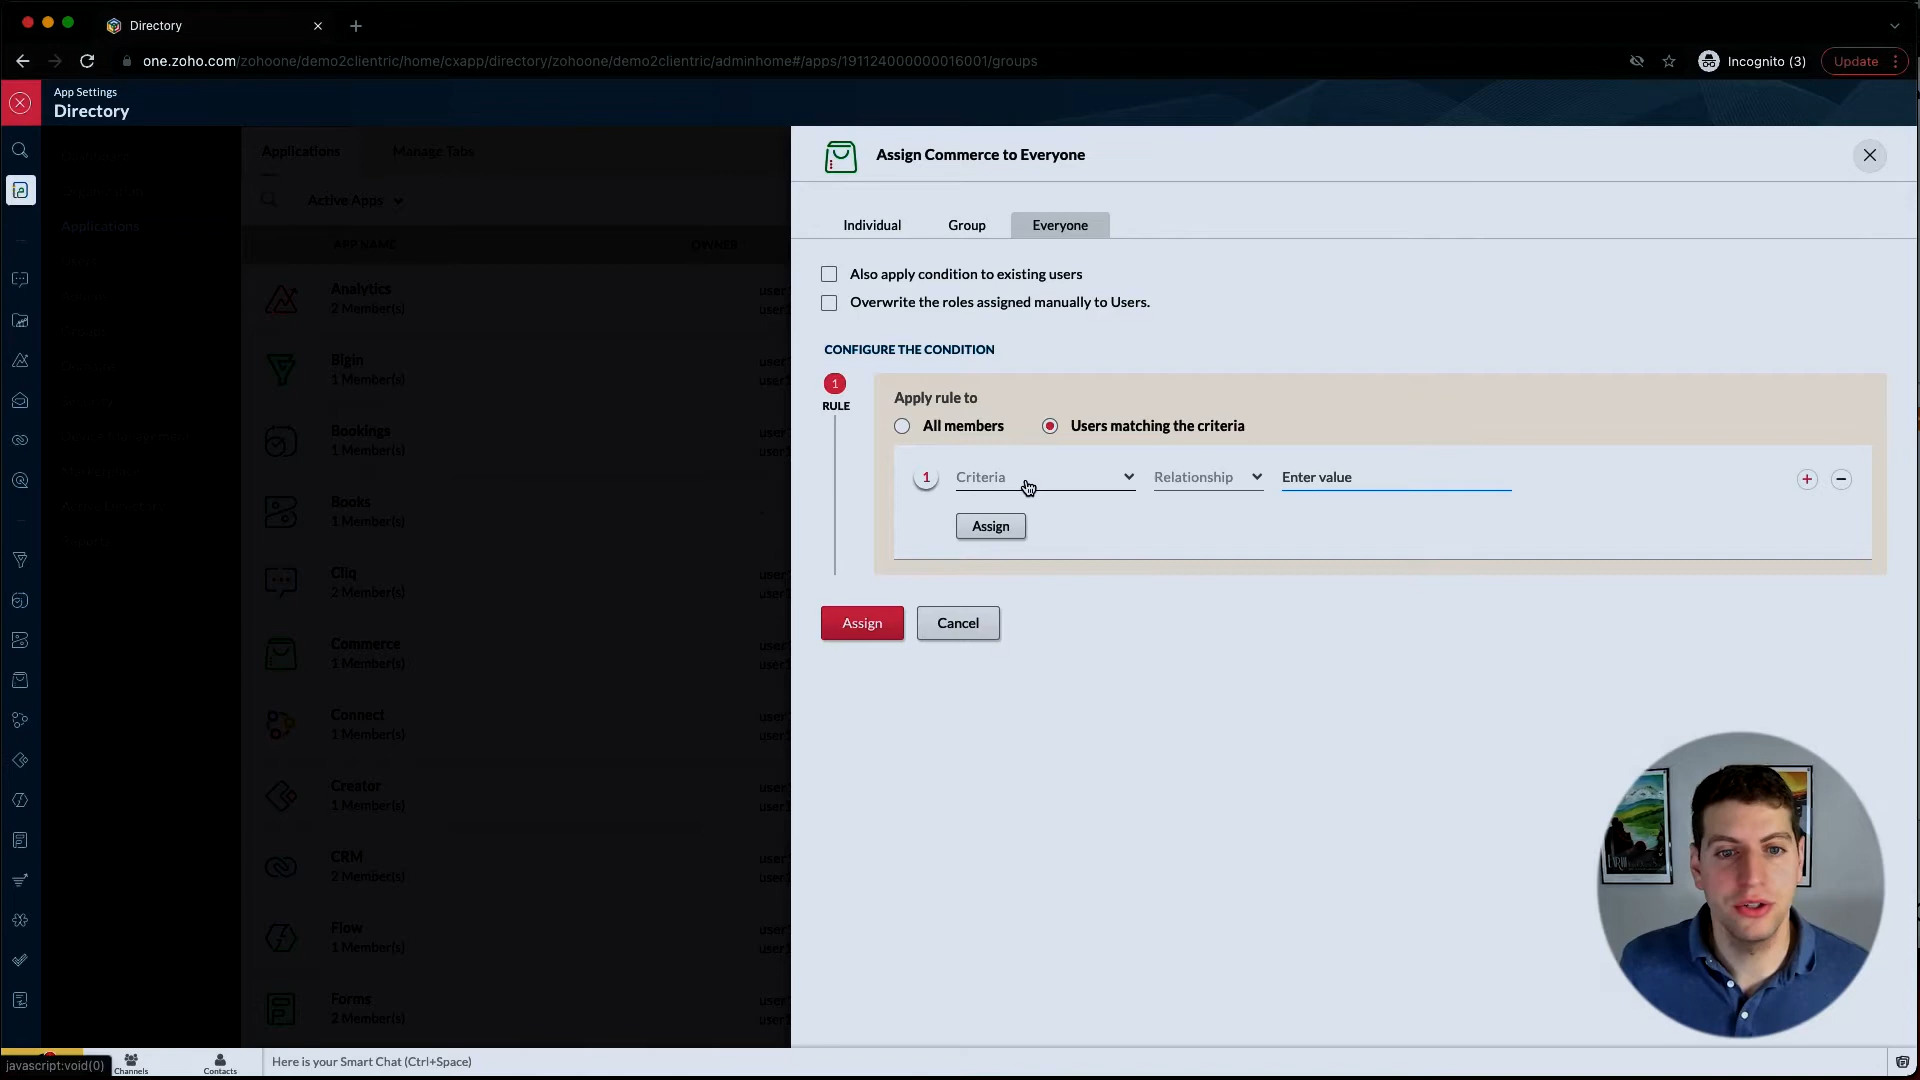 Directory
one.zoho.com/zohoone/demo2clientric/home/cxapp/directory/zohoone/demo2clientric/adminhome#/apps/191124000000016001/groups
Incognito (3)
Update
App Settings
Directory
Applications
Applications
Manage Tabs
Active Apps
APP NAME
OWNER
Analytics
2 Member(s)
BIgin
1 Member(s)
Bookings
1 Member(s)
Books
1 Member(s)
Cliq
2 Member(s)
Commerce
1 Member(s)
Connect
1 Member(s)
Creator
1 Member(s)
CRM
2 Member(s)
Flow
1 Member(s)
Forms
2 Member(s)
Assign Commerce to Everyone
Individual
Group
Everyone
Also apply condition to existing users
Overwrite the roles assigned manually to Users.
CONFIGURE THE CONDITION
1
RULE
Apply rule to
All members
Users matching the criteria
1
Criteria
Relationship
Enter value
Assign
Assign
Cancel
javascript:void(0)
Channels
Contacts
Here is your Smart Chat (Ctrl+Space)